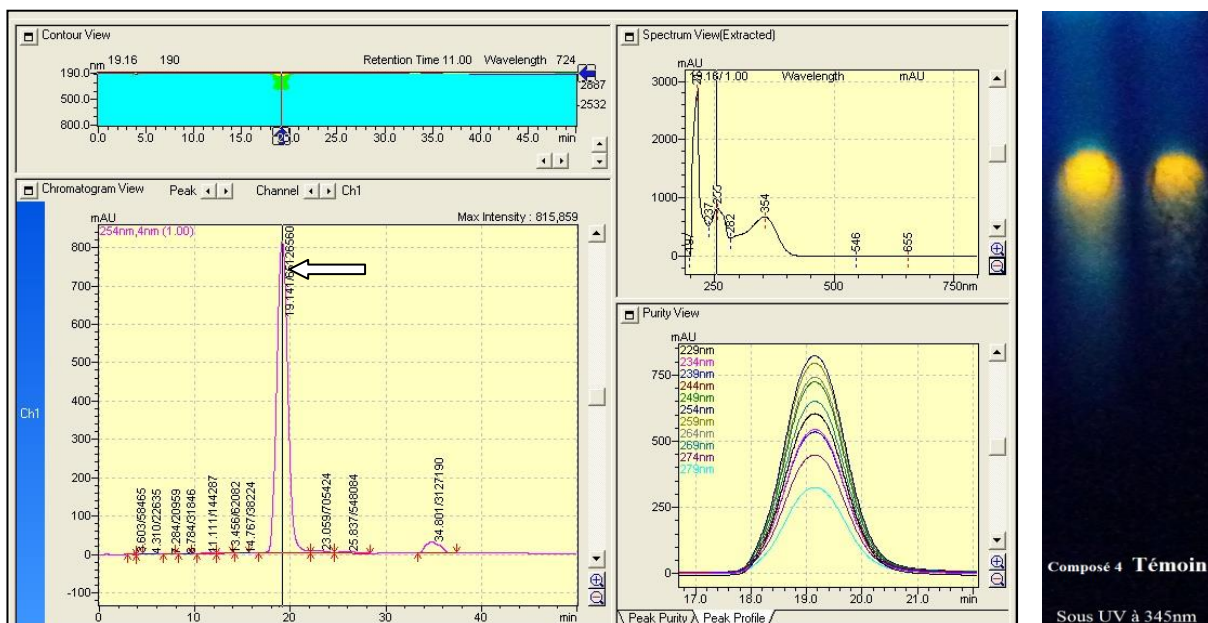 Contour View
nm 19.16 190 Retention Time 11.00 Wavelength 724
190.0
500.0
800.0
2532
0.0 5.0 10.0 15.0 25.0 30.0 35.0 40.0 45.0 min
Chromatogram View Peak Channel Ch1
mAU Max Intensity : 815,859
254nm,4nm (1.00)
800
700
600
500
400
300
200
100
0
-100
Ch1
3.603/58465
4.310/22635
7.284/20959
8.784/31846
11.111/144287
13.456/62082
14.767/38224
19.141/65126560
23.059/705424
25.837/548084
34.801/3127190
0 10 20 30 40 min
Spectrum View(Extracted)
mAU
19.16/ 1.00 Wavelength mAU
3000
2000
1000
0
237
282
354
546
655
250 500 750nm
Purity View
mAU
229nm
234nm
239nm
244nm
249nm
254nm
259nm
264nm
269nm
274nm
279nm
750
500
250
0
17.0 18.0 19.0 20.0 21.0 min
Peak Purity Peak Profile
Composé 4 Témoin
Sous UV à 345nm